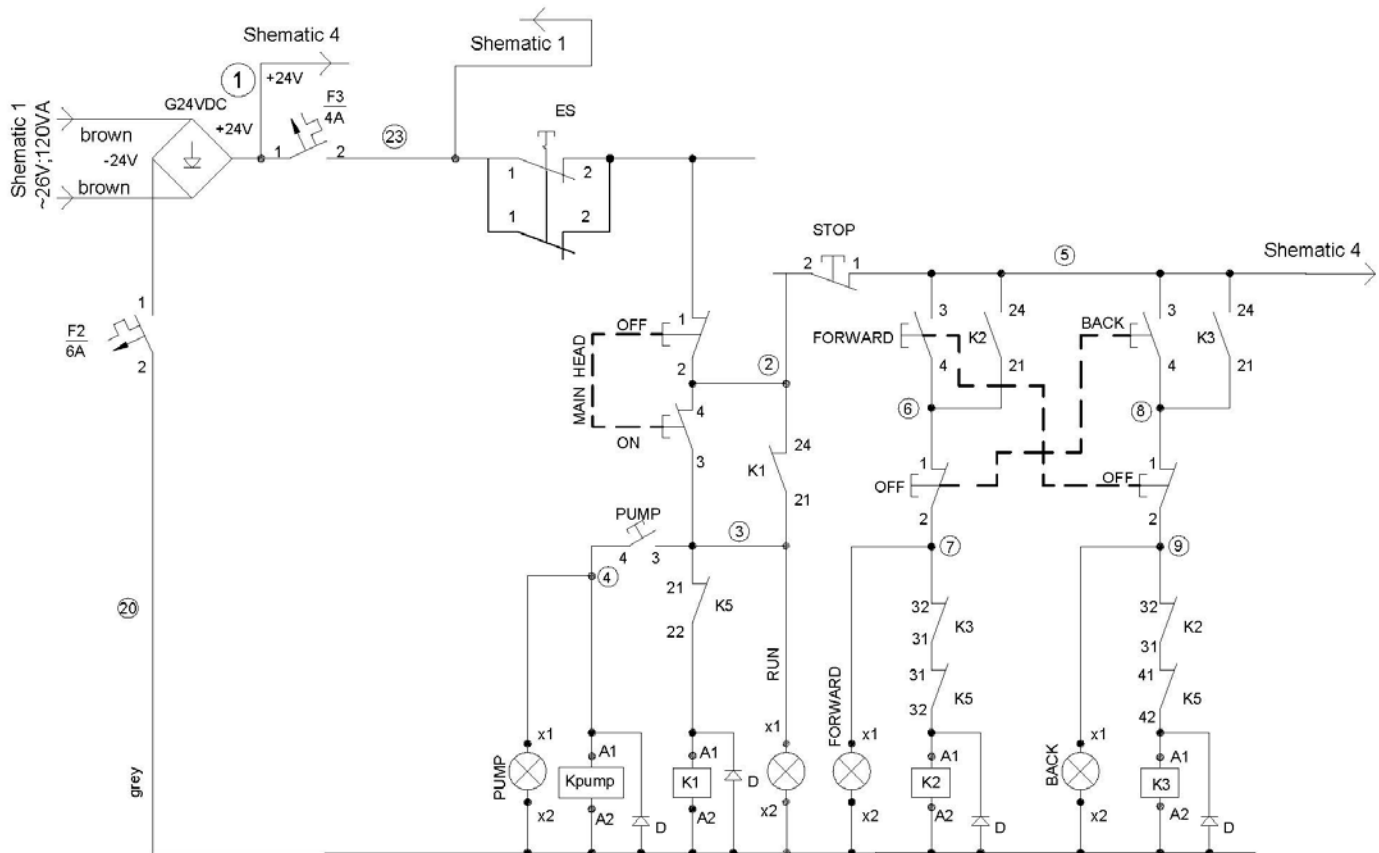 Shematic 4
Shematic 1
1
+24V
G24VDC
F3
4A
ES
Shematic 1
~26V;120VA
brown
-24V
+24V
1
2
23
brown
1
2
1
2
STOP
2
1
5
Shematic 4
1
F2
6A
2
OFF
1
2
MAIN HEAD
2
FORWARD
3
4
K2
24
21
BACK
3
4
K3
24
21
4
ON
3
6
8
K1
24
21
OFF
1
2
OFF
1
2
PUMP
4
3
3
7
9
4
21
22
K5
20
32
31
K3
32
31
K2
RUN
31
32
K5
41
42
K5
grey
PUMP
x1
x2
A1
Kpump
A2
D
A1
K1
A2
D
x1
x2
FORWARD
x1
x2
A1
K2
A2
D
BACK
x1
x2
A1
K3
A2
D